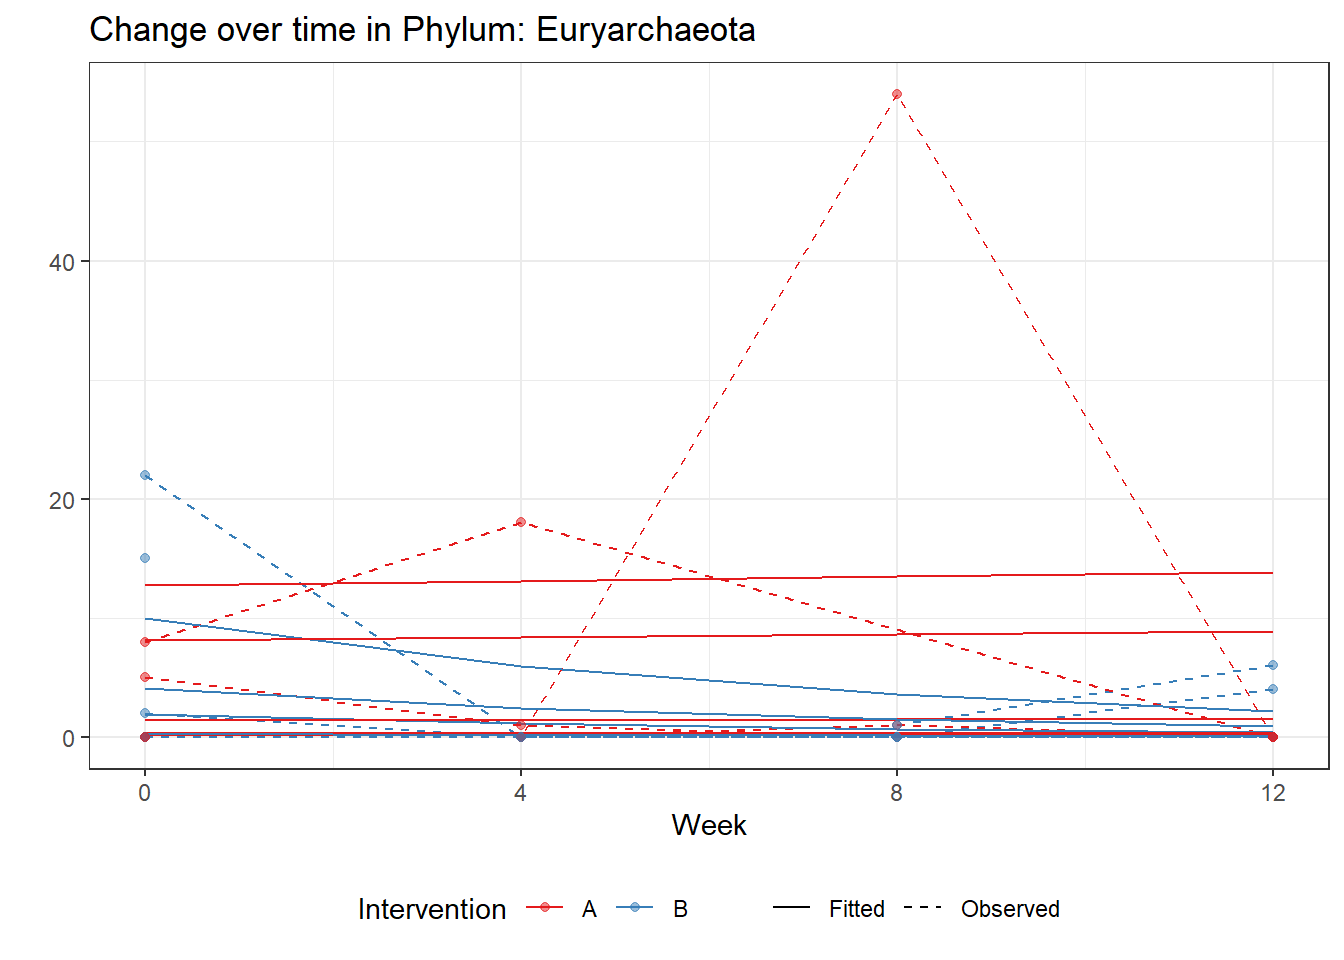 Change over time in Phylum: Euryarchaeota
40
20
0
0 4 8 12
Week
Intervention A B Fitted Observed